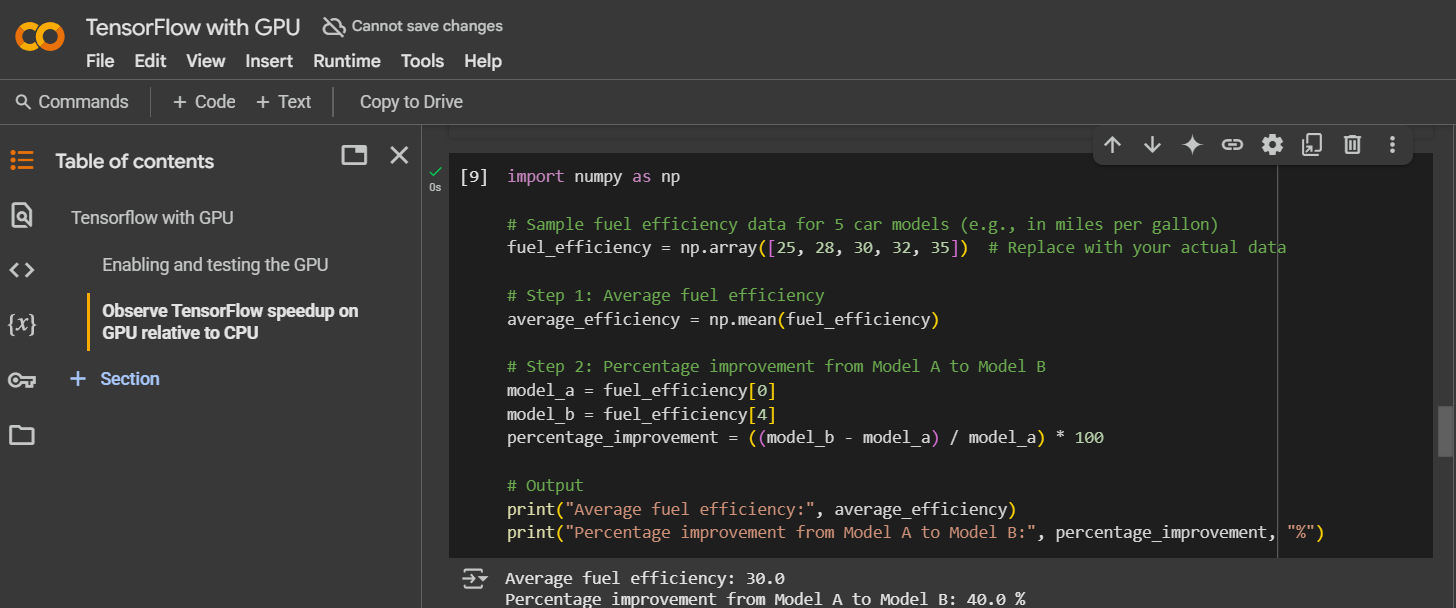 TensorFlow with GPU Cannot save changes
File Edit View Insert Runtime Tools Help
Commands + Code + Text Copy to Drive
Table of contents
Tensorflow with GPU
Enabling and testing the GPU
Observe TensorFlow speedup on
GPU relative to CPU
+ Section
0s
[9] import numpy as np
# Sample fuel efficiency data for 5 car models (e.g., in miles per gallon)
fuel_efficiency = np.array([25, 28, 30, 32, 35])  # Replace with your actual data
# Step 1: Average fuel efficiency
average_efficiency = np.mean(fuel_efficiency)
# Step 2: Percentage improvement from Model A to Model B
model_a = fuel_efficiency[0]
model_b = fuel_efficiency[4]
percentage_improvement = ((model_b - model_a) / model_a) * 100
# Output
print("Average fuel efficiency:", average_efficiency)
print("Percentage improvement from Model A to Model B:", percentage_improvement, "%")
Average fuel efficiency: 30.0
Percentage improvement from Model A to Model B: 40.0 %